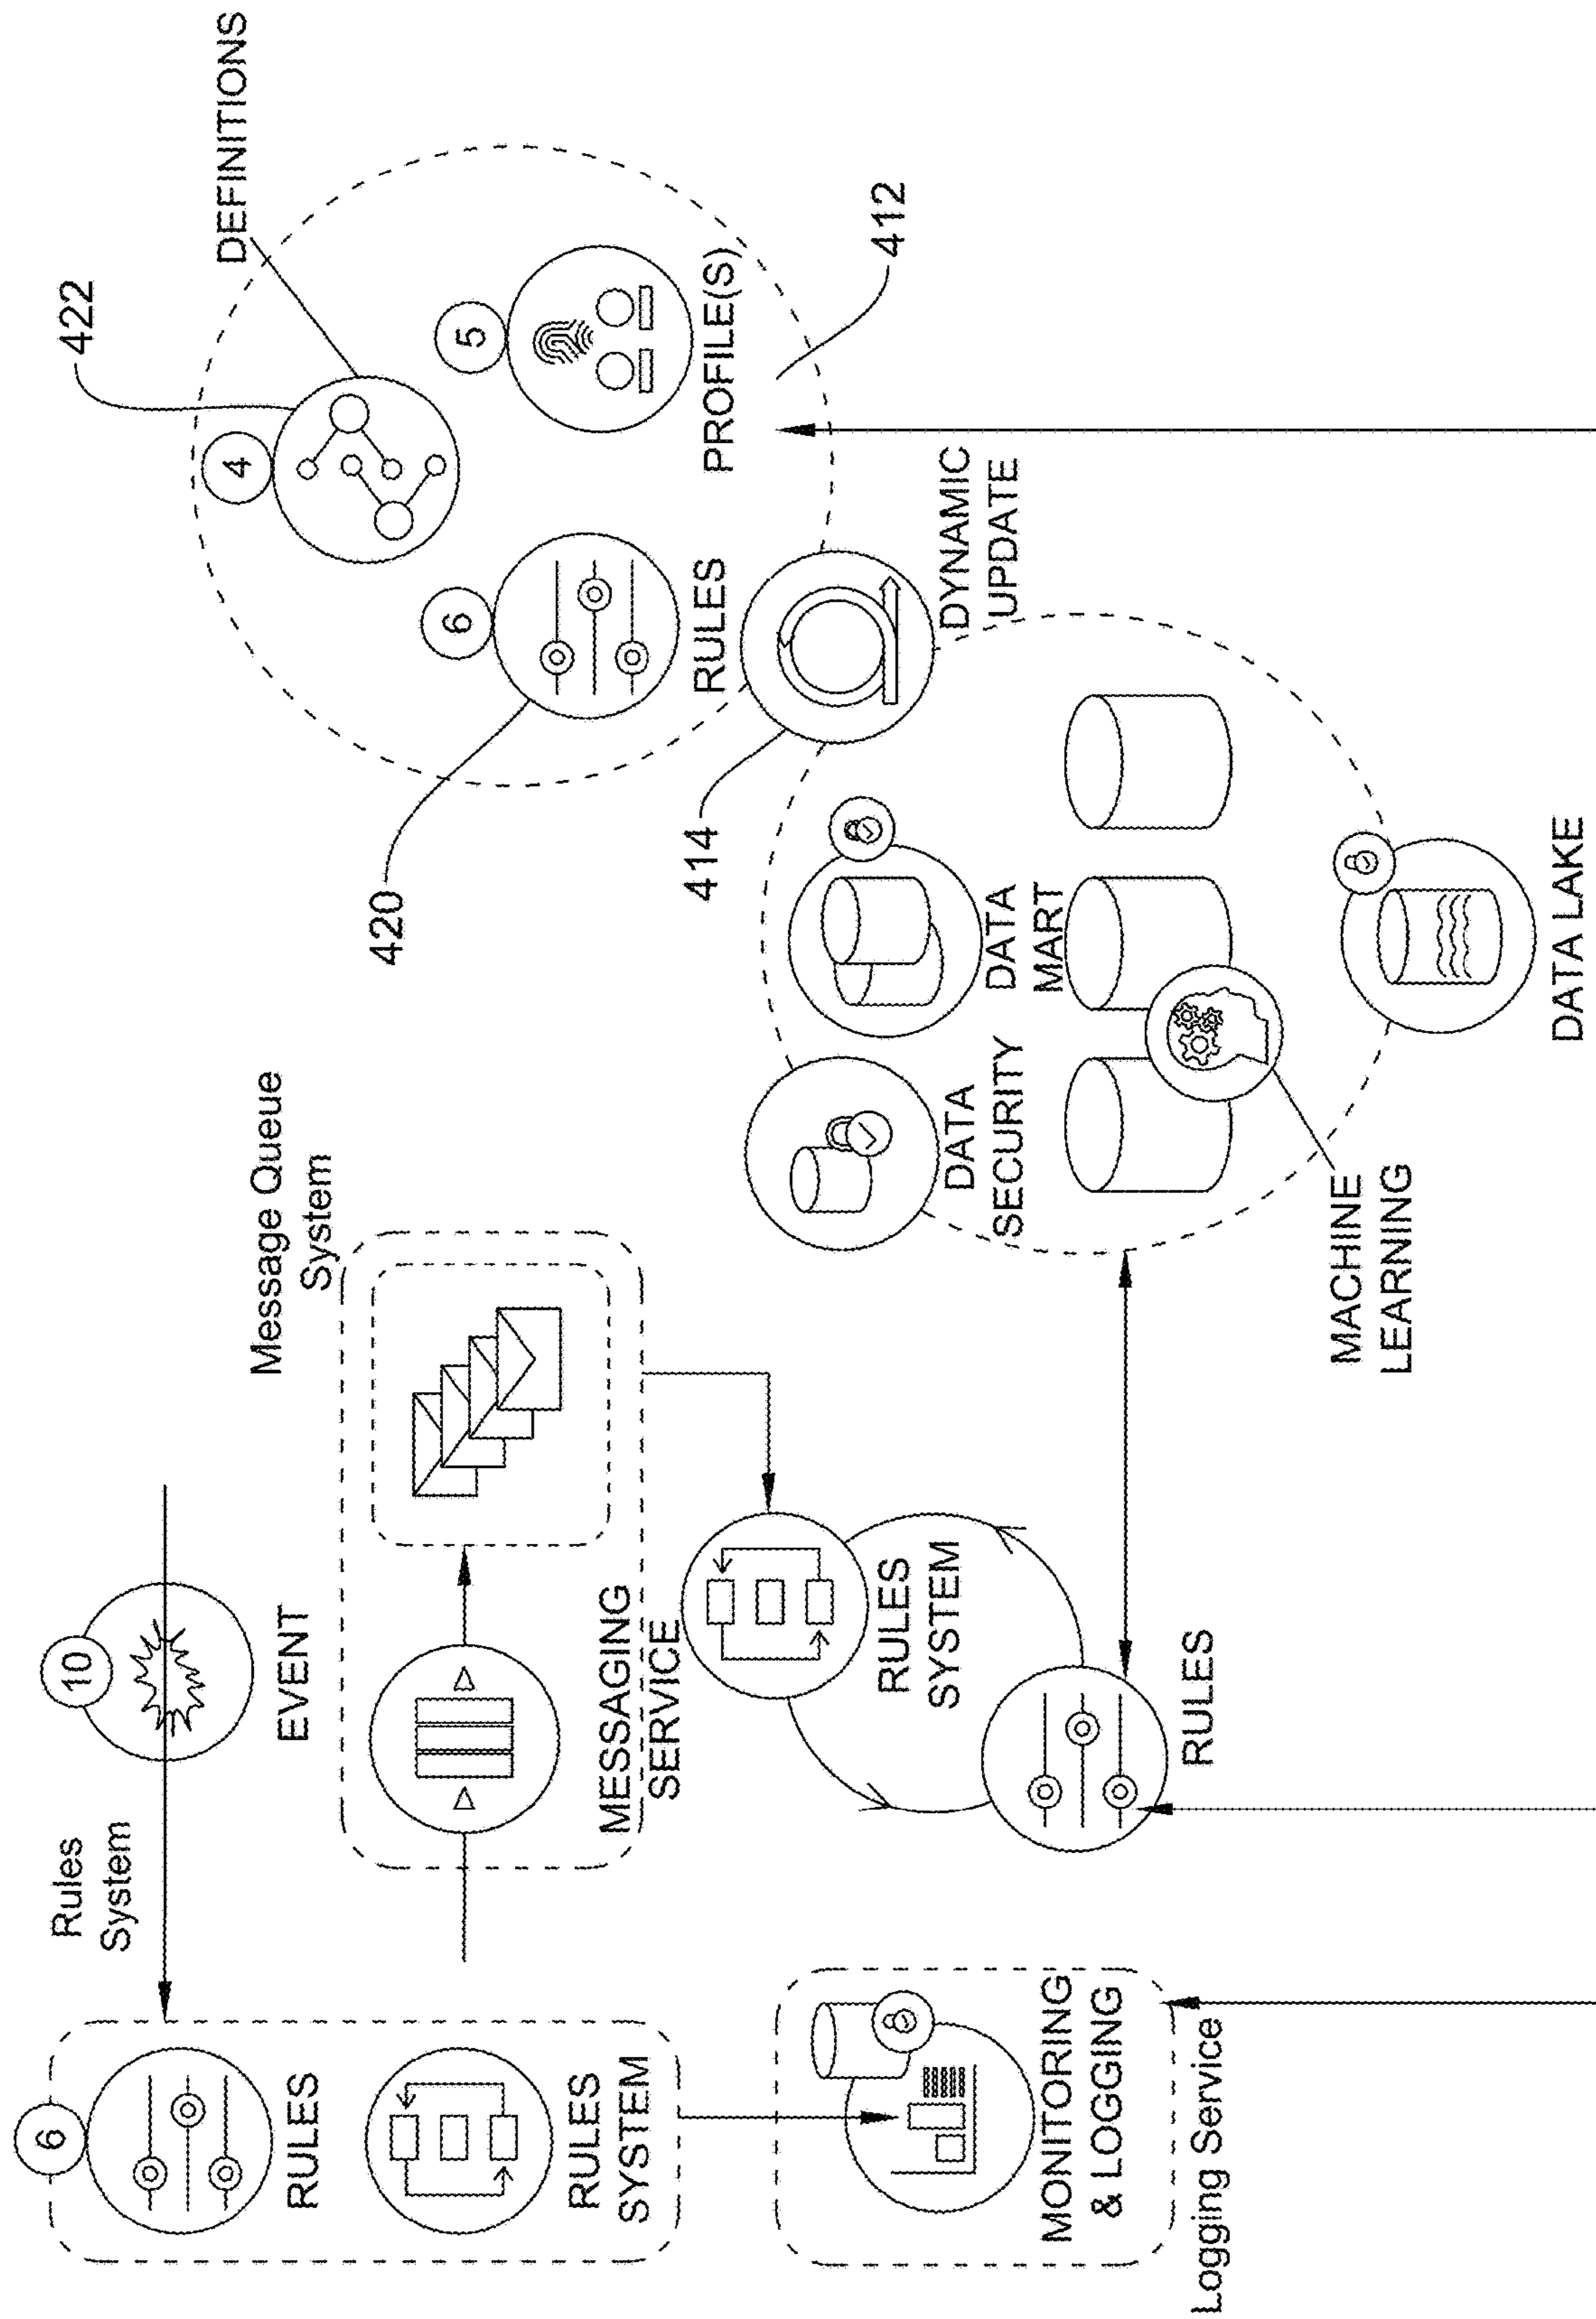 6
RULES
RULES
SYSTEM
Rules
System
10
EVENT
Message Queue
System
MESSAGING
SERVICE
MONITORING
& LOGGING
Logging Service
RULES
SYSTEM
RULES
422
DEFINITIONS
4
5
PROFILE(S)
6
RULES
420
412
414
DYNAMIC
UPDATE
DATA
SECURITY
DATA
MART
MACHINE
LEARNING
DATA LAKE